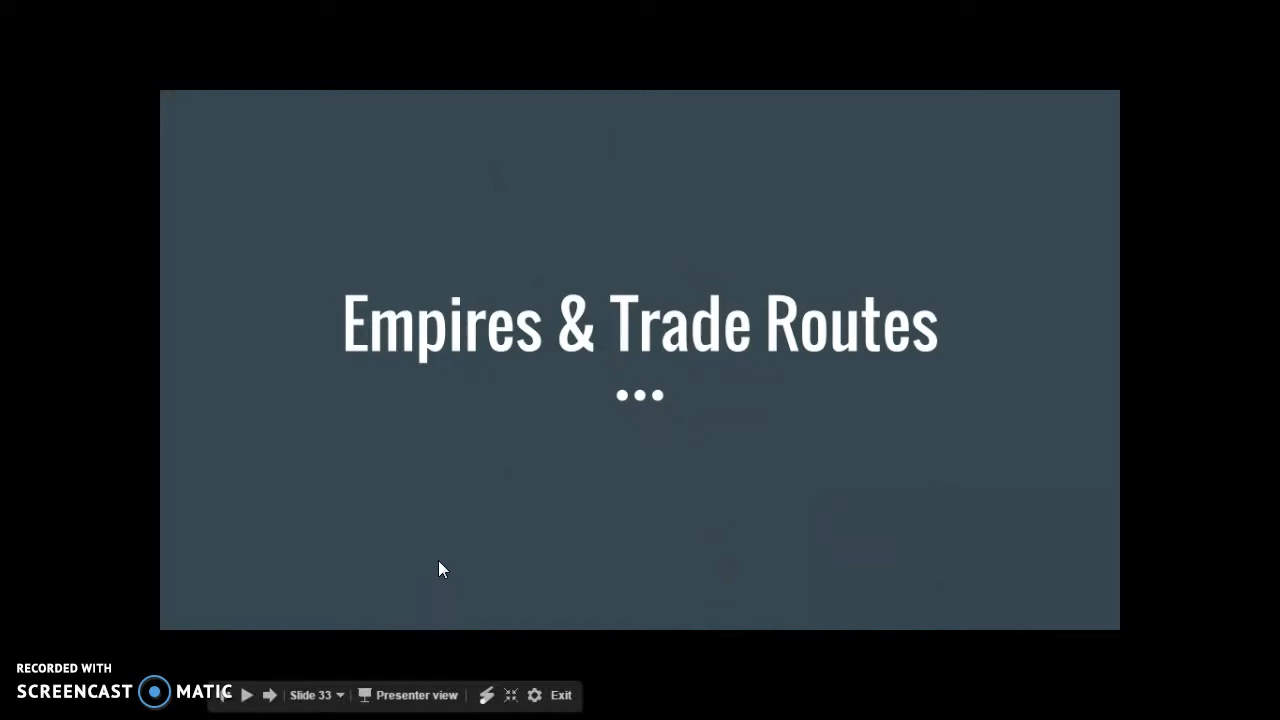 Empires & Trade Routes
RECORDED WITH
SCREENCAST MATIC
Slide 33
Presenter view
Exit